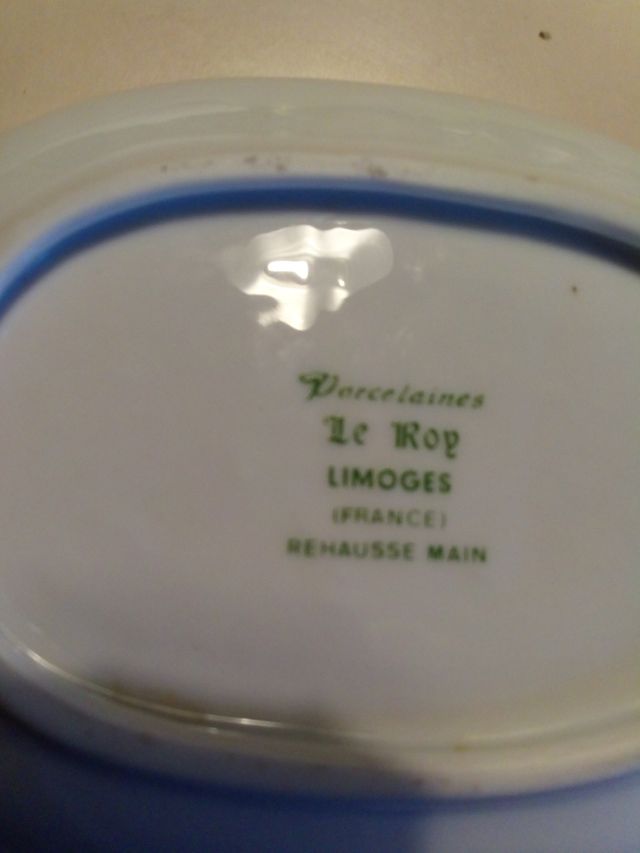 Porcelaines
Le Roy
LIMOGES
(FRANCE)
REHAUSSE MAIN